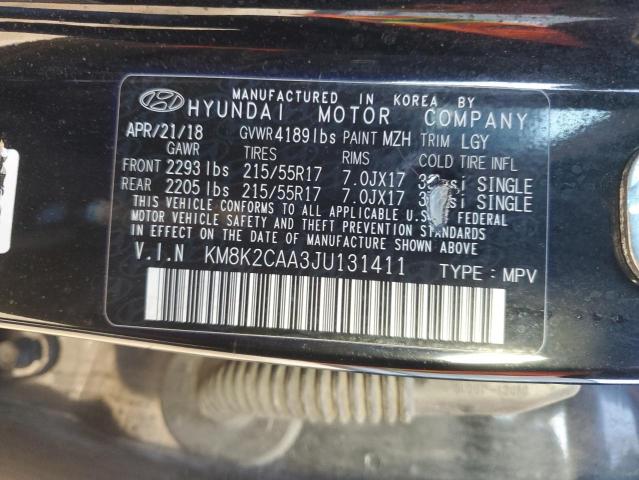 MANUFACTURED IN KOREA BY
HYUNDAI MOTOR COMPANY
APR/21/18 GVWR4189lbs PAINT MZH TRIM LGY
GAWR TIRES RIMS COLD TIRE INFL
FRONT 2293lbs 215/55R17 7.0JX17 SINGLE
REAR 2205lbs 215/55R17 7.0JX17 SINGLE
THIS VEHICLE CONFORMS TO ALL APPLICABLE U.S. FEDERAL
MOTOR VEHICLE SAFETY AND THEFT PREVENTION STANDARDS
IN EFFECT ON THE DATE OF MANUFACTURE SHOWN ABOVE.
V.I.N KM8K2CAA3JU131411 TYPE : MPV